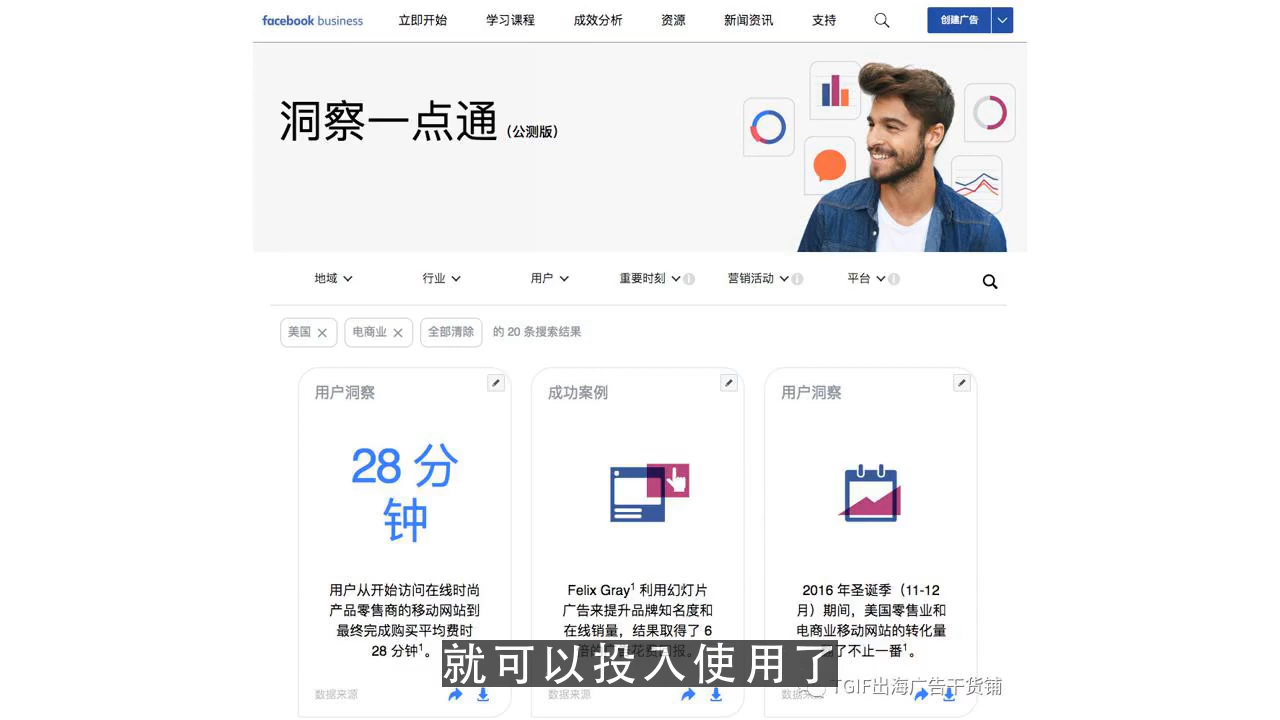 facebook business 立即开始 学习课程 成效分析 资源 新闻资讯 支持 创建广告
洞察一点通 (公测版)
地域 行业 用户 重要时刻 营销活动 平台
美国 电商业 全部清除 的 20 条搜索结果
用户洞察
28 分
钟
用户从开始访问在线时尚
产品零售商的移动网站到
最终完成购买平均费时
28 分钟1。
数据来源
成功案例
Felix Gray1 利用幻灯片
广告来提升品牌知名度和
在线销量，结果取得了 6
数据来源
用户洞察
2016 年圣诞季（11-12
月）期间，美国零售业和
电商业移动网站的转化量
了不止一番1。
数据来
就可以投入使用了
TGIF出海广告干货铺